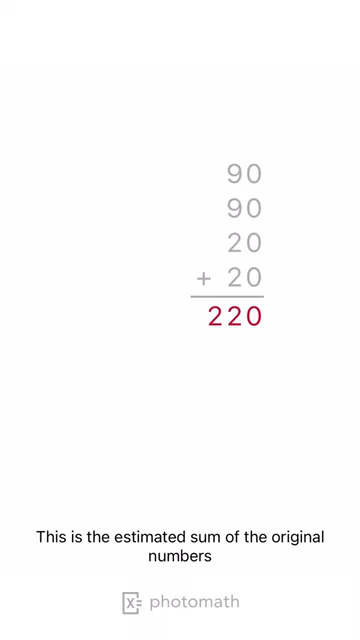 90
90
20
+ 20
220
This is the estimated sum of the original
numbers
photomath